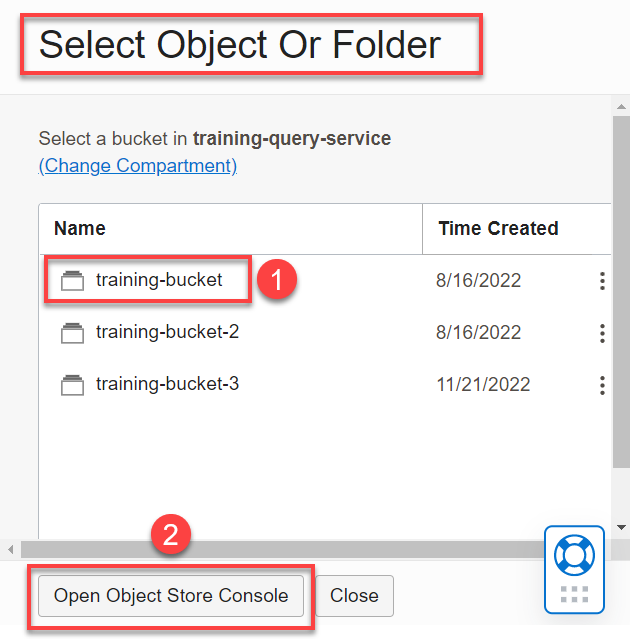 Select Object Or Folder
Select a bucket in training-query-service
(Change Compartment)
Name Time Created
training-bucket 1 8/16/2022
training-bucket-2 8/16/2022
training-bucket-3 11/21/2022
2
Open Object Store Console Close